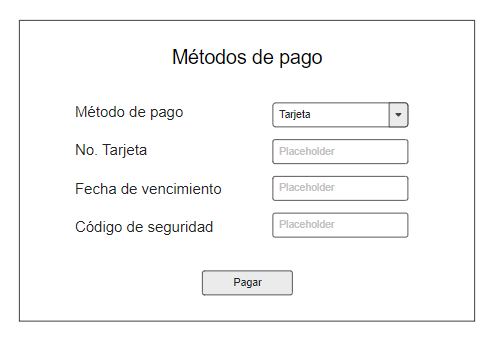 Métodos de pago
Método de pago Tarjeta
No. Tarjeta Placeholder
Fecha de vencimiento Placeholder
Código de seguridad Placeholder
Pagar